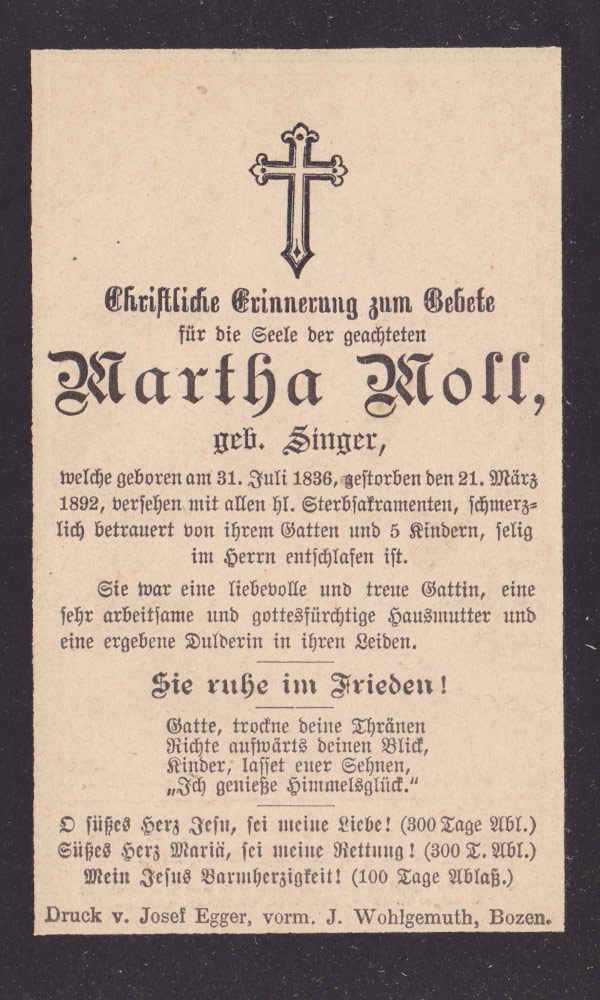 Christliche Erinnerung zum Gebete
für die Seele der geachteten
Martha Moll,
geb. Singer,
welche geboren am 31. Juli 1836, gestorben den 21. März
1892, versehen mit allen hl. Sterbsakramenten, schmerz=
lich betrauert von ihrem Gatten und 5 Kindern, selig
im Herrn entschlafen ist.
Sie war eine liebevolle und treue Gattin, eine
sehr arbeitsame und gottesfürchtige Hausmutter und
eine ergebene Dulderin in ihren Leiden.
Sie ruhe im Frieden!
Gatte, trockne deine Thränen
Richte aufwärts deinen Blick,
Kinder, lasset euer Sehnen,
„Ich genieße Himmelsglück.“
O süßes Herz Jesu, sei meine Liebe! (300 Tage Abl.)
Süßes Herz Mariä, sei meine Rettung! (300 T. Abl.)
Mein Jesus Barmherzigkeit! (100 Tage Ablaß.)
Druck v. Josef Egger, vorm. J. Wohlgemuth, Bozen.